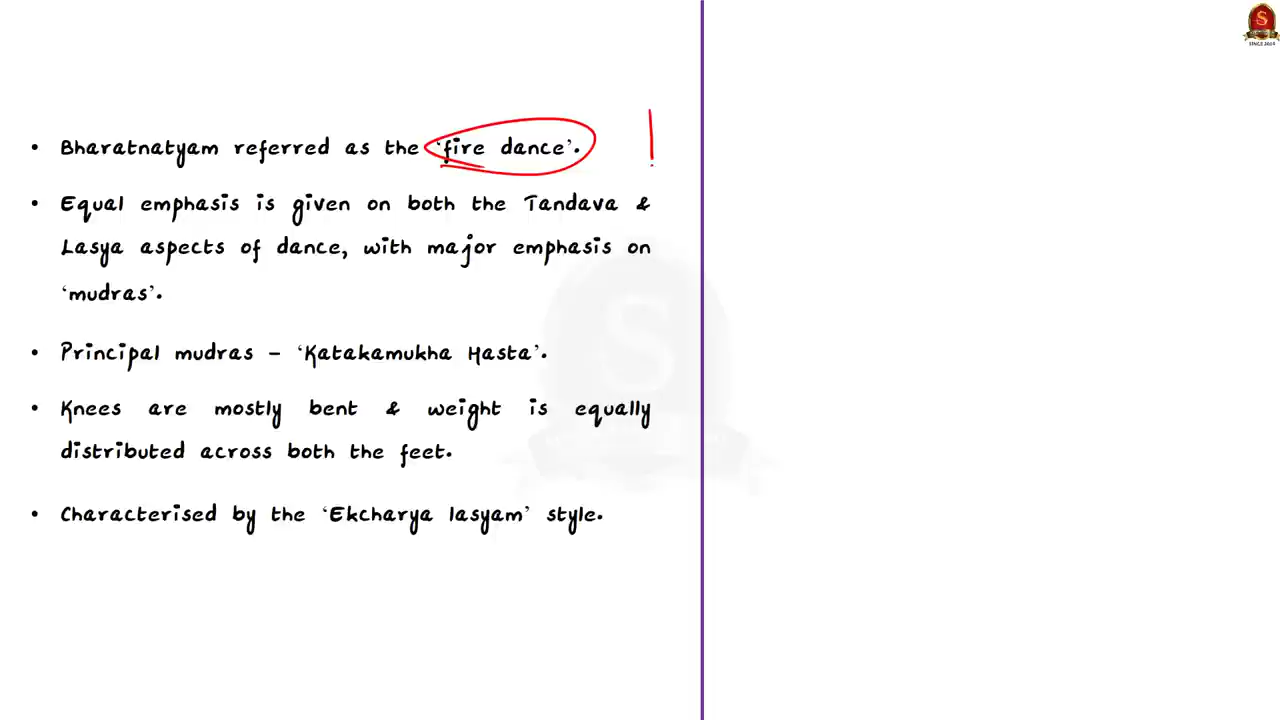 • Bharatnatyam referred as the ‘fire dance’.
• Equal emphasis is given on both the Tandava &
Lasya aspects of dance, with major emphasis on
‘mudras’.
• Principal mudras – ‘Katakamukha Hasta’.
• Knees are mostly bent & weight is equally
distributed across both the feet.
• Characterised by the ‘Ekcharya lasyam’ style.
S
SINCE 2004